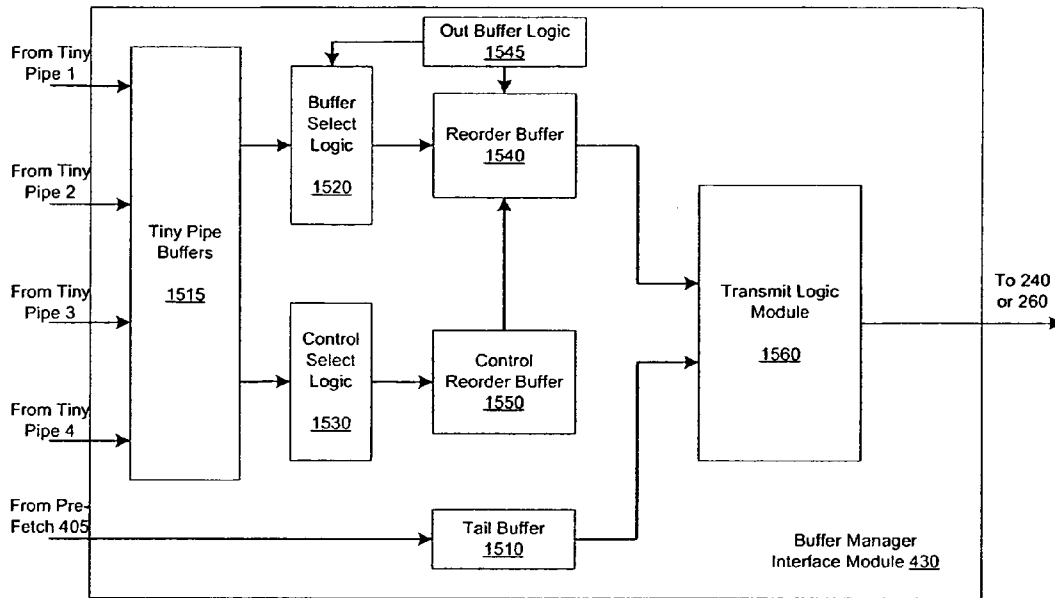 From Tiny
Pipe 1
From Tiny
Pipe 2
From Tiny
Pipe 3
From Tiny
Pipe 4
From Pre-
Fetch 405
Tiny Pipe
Buffers
1515
Buffer
Select
Logic
1520
Control
Select
Logic
1530
Out Buffer Logic
1545
Reorder Buffer
1540
Control
Reorder Buffer
1550
Tail Buffer
1510
Transmit Logic
Module
1560
To 240
or 260
Buffer Manager
Interface Module 430